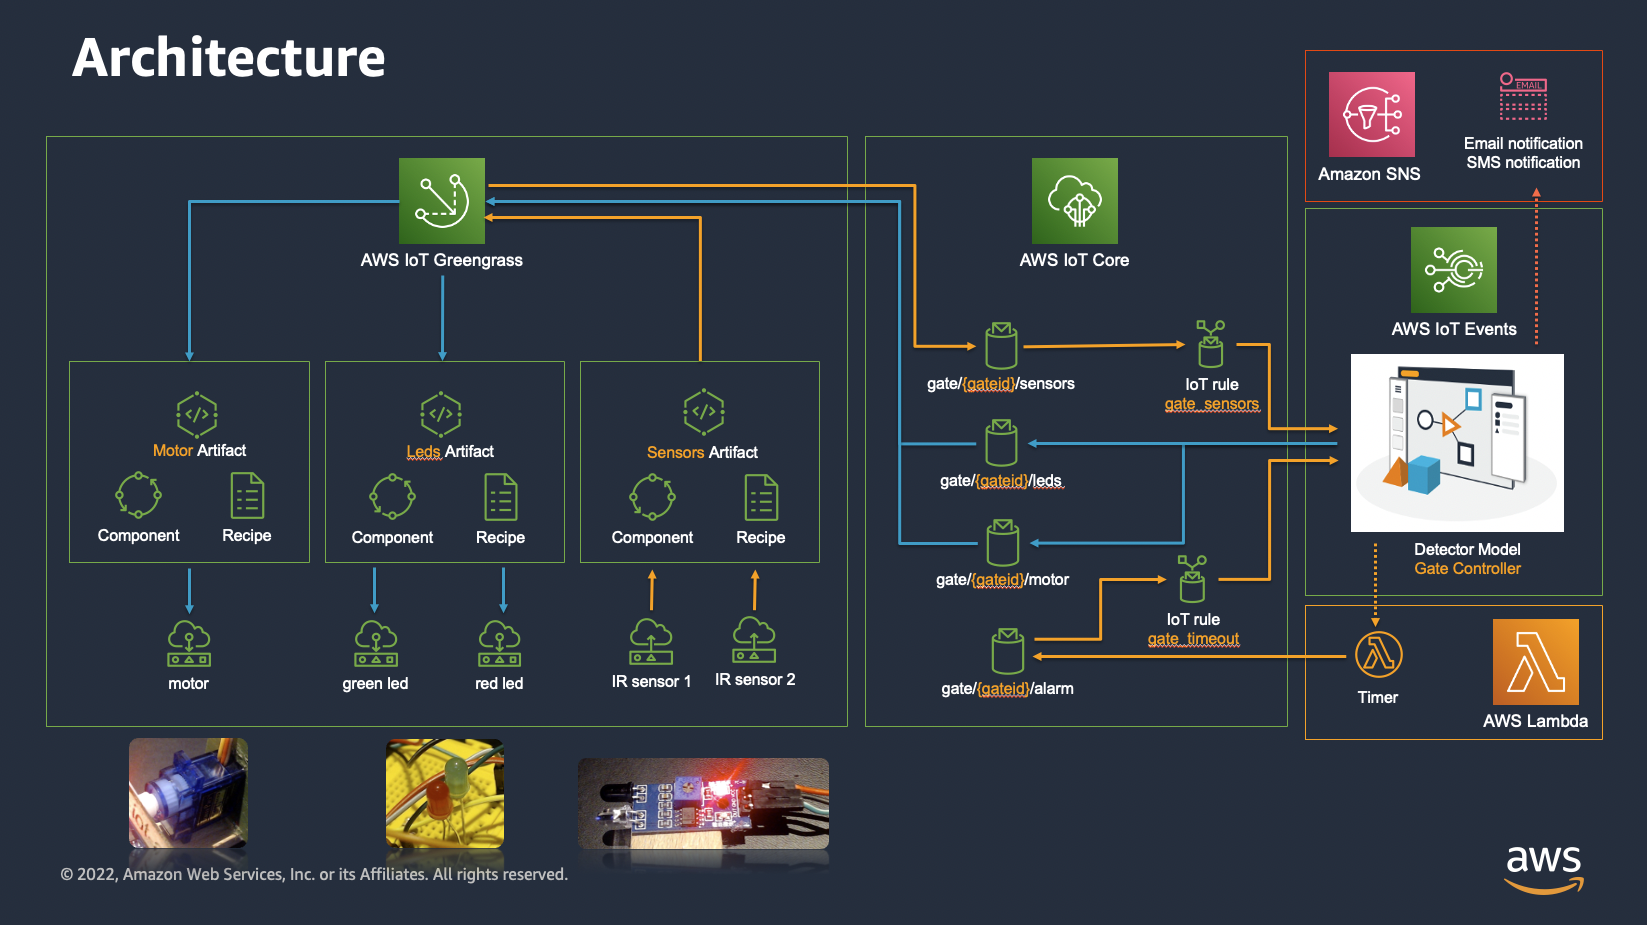 Architecture
EMAIL
Email notification
SMS notification
Amazon SNS
AWS IoT Greengrass
AWS IoT Core
AWS IoT Events
gate/{gateid}/sensors
IoT rule
gate_sensors
Motor Artifact
Leds Artifact
Sensors Artifact
gate/{gateid}/leds
Component
Recipe
Component
Recipe
Component
Recipe
Detector Model
Gate Controller
gate/{gateid}/motor
IoT rule
gate_timeout
motor
green led
red led
IR sensor 1
IR sensor 2
gate/{gateid}/alarm
Timer
AWS Lambda
© 2022, Amazon Web Services, Inc. or its Affiliates. All rights reserved.
aws